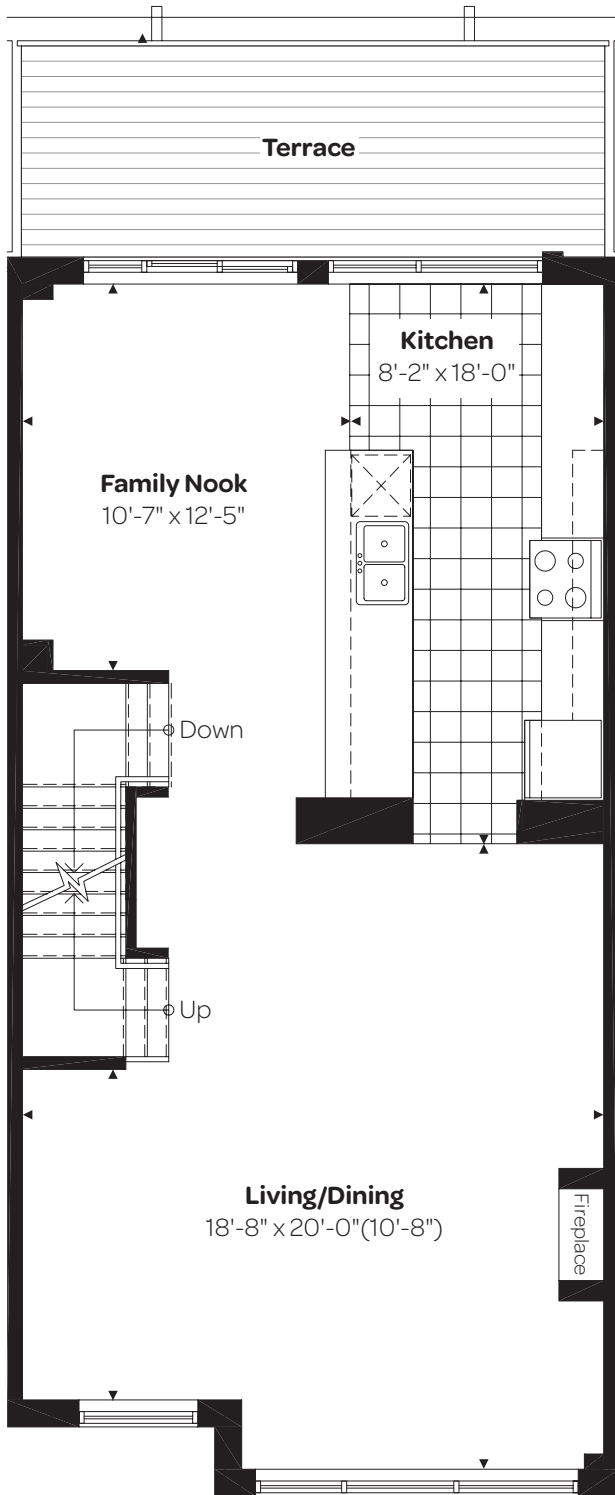 Terrace
Kitchen
8'-2" x 18'-0"
Family Nook
10'-7" x 12'-5"
Down
Up
Living/Dining
18'-8" x 20'-0"(10'-8")
Fireplace